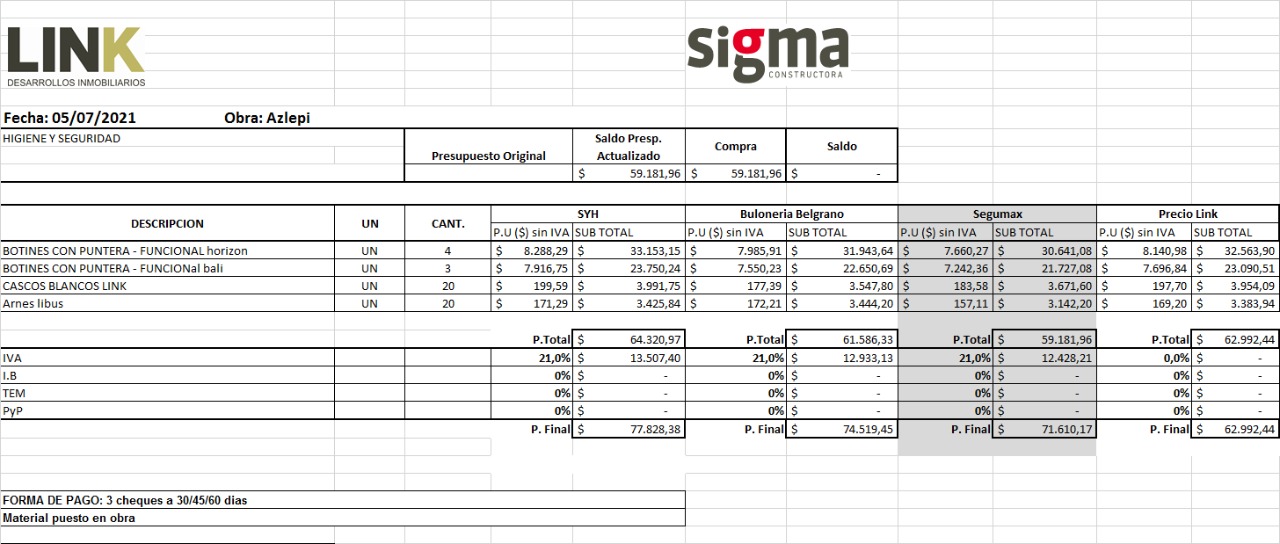 LINK
DESARROLLOS INMOBILIARIOS
sigma
CONSTRUCTORA
Fecha: 05/07/2021 Obra: Azlepi
HIGIENE Y SEGURIDAD
Presupuesto Original Saldo Presp. Actualizado Compra Saldo
$ 59.181,96 $ 59.181,96 $ -
SYH Buloneria Belgrano Segumax Precio Link
DESCRIPCION UN CANT. P.U ($) sin IVA SUB TOTAL P.U ($) sin IVA SUB TOTAL P.U ($) sin IVA SUB TOTAL P.U ($) sin IVA SUB TOTAL
BOTINES CON PUNTERA - FUNCIONAL horizon UN 4 $ 8.288,29 $ 33.153,15 $ 7.985,91 $ 31.943,64 $ 7.660,27 $ 30.641,08 $ 8.140,98 $ 32.563,90
BOTINES CON PUNTERA - FUNCIONal bali UN 3 $ 7.916,75 $ 23.750,24 $ 7.550,23 $ 22.650,69 $ 7.242,36 $ 21.727,08 $ 7.696,84 $ 23.090,51
CASCOS BLANCOS LINK UN 20 $ 199,59 $ 3.991,75 $ 177,39 $ 3.547,80 $ 183,58 $ 3.671,60 $ 197,70 $ 3.954,09
Arnes libus UN 20 $ 171,29 $ 3.425,84 $ 172,21 $ 3.444,20 $ 157,11 $ 3.142,20 $ 169,20 $ 3.383,94
P.Total $ 64.320,97 P.Total $ 61.586,33 P.Total $ 59.181,96 P.Total $ 62.992,44
IVA 21,0% $ 13.507,40 21,0% $ 12.933,13 21,0% $ 12.428,21 0,0% $ -
I.B 0% $ - 0% $ - 0% $ - 0% $ -
TEM 0% $ - 0% $ - 0% $ - 0% $ -
PyP 0% $ - 0% $ - 0% $ - 0% $ -
P. Final $ 77.828,38 P. Final $ 74.519,45 P. Final $ 71.610,17 P. Final $ 62.992,44
FORMA DE PAGO: 3 cheques a 30/45/60 dias
Material puesto en obra